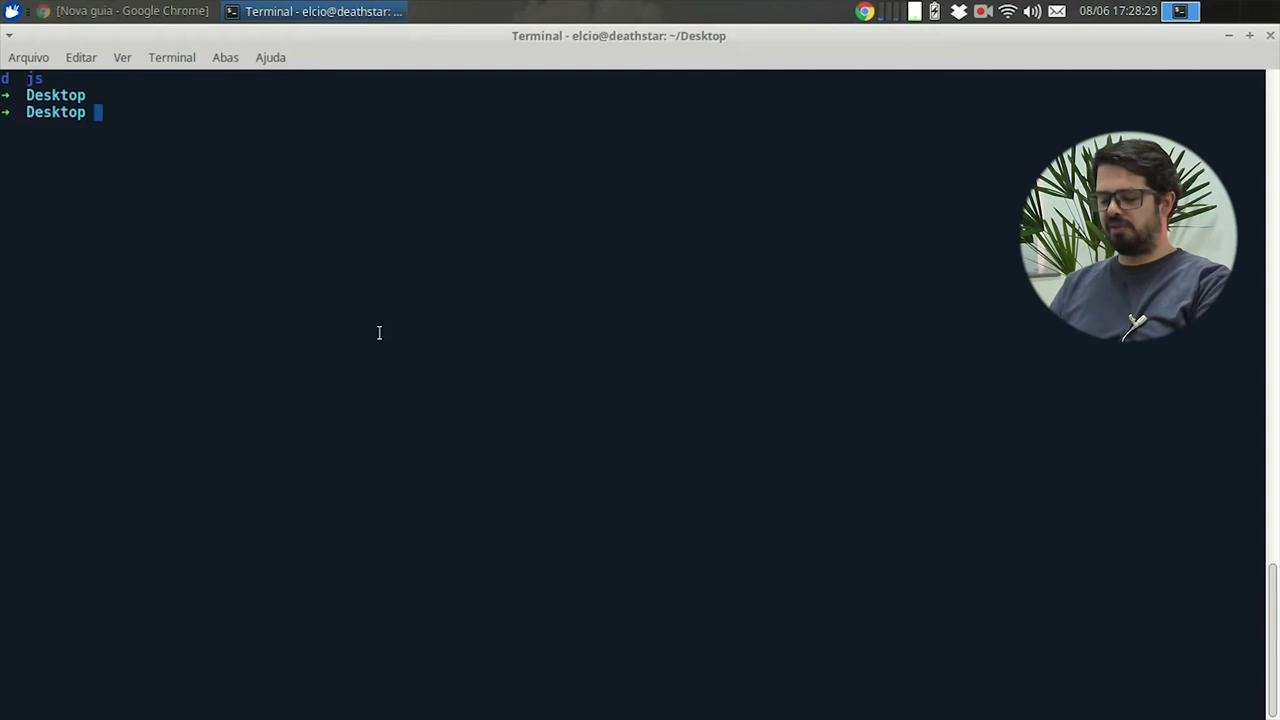 [Nova guia - Google Chrome]
Terminal - elcio@deathstar: ...
08/06 17:28:29
Terminal - elcio@deathstar: ~/Desktop
Arquivo Editar Ver Terminal Abas Ajuda
d js
➜ Desktop
➜ Desktop